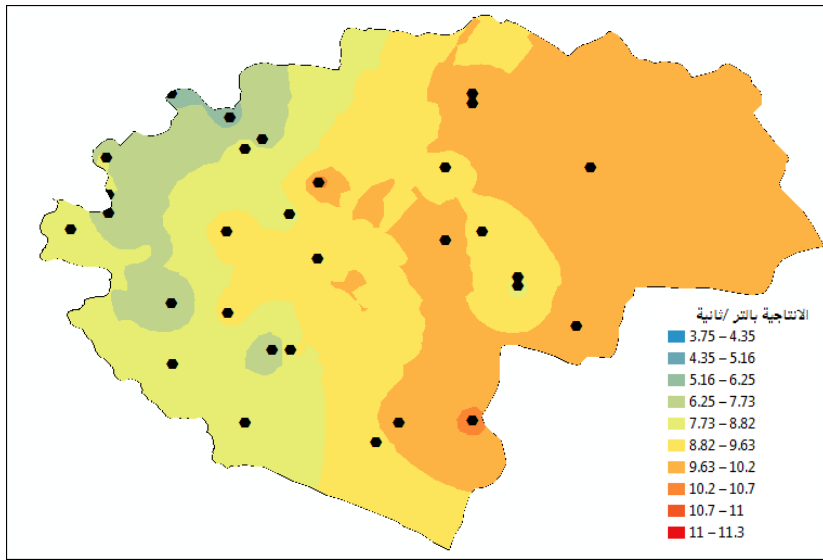 الانتاجية بالتر /ثانية
3.75 – 4.35
4.35 – 5.16
5.16 – 6.25
6.25 – 7.73
7.73 – 8.82
8.82 – 9.63
9.63 – 10.2
10.2 – 10.7
10.7 – 11
11 – 11.3